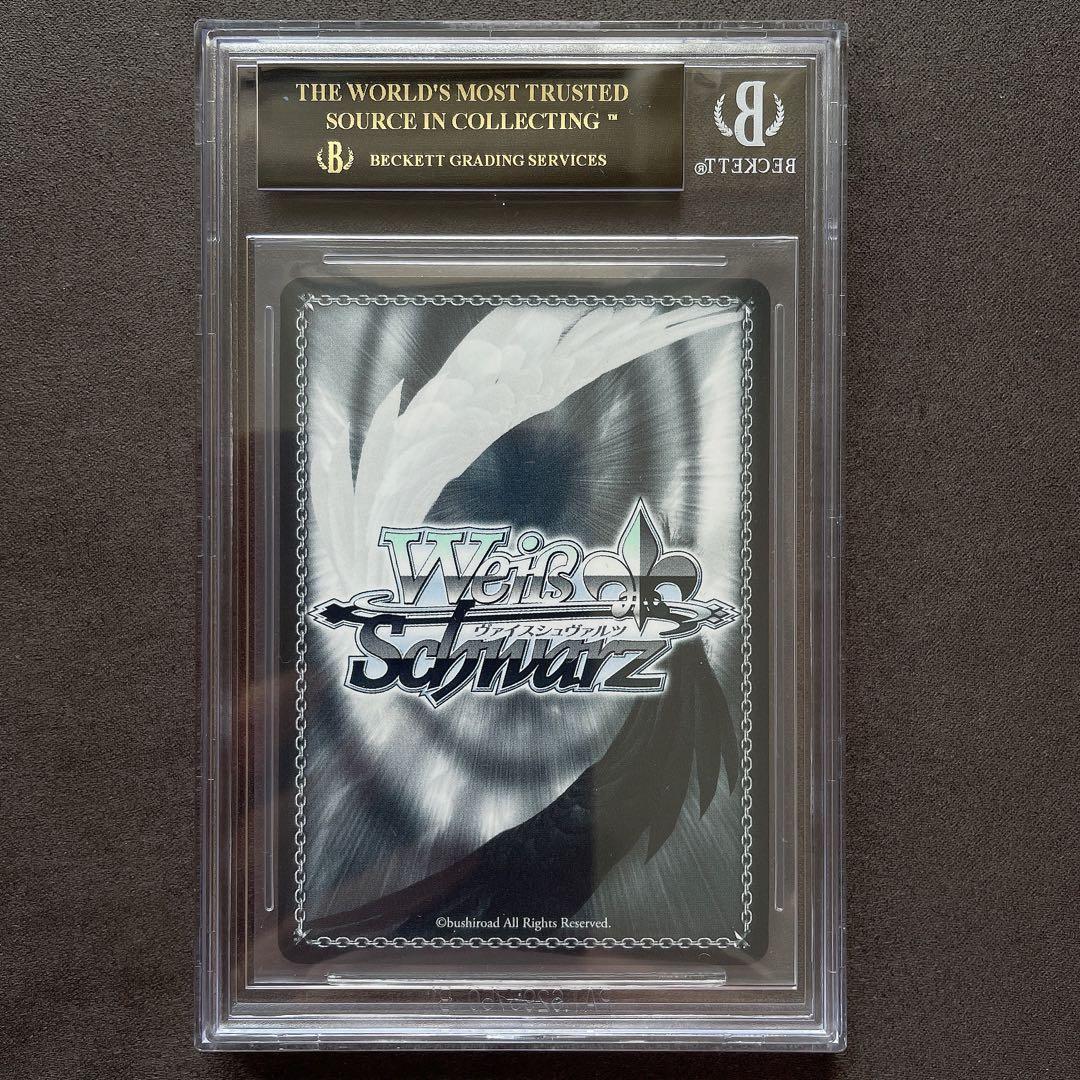 THE WORLD'S MOST TRUSTED
SOURCE IN COLLECTING ™
B BECKETT GRADING SERVICES
B
BECKETT®
Weiß
ヴァイスシュヴァルツ
Schwarz
©bushiroad All Rights Reserved.